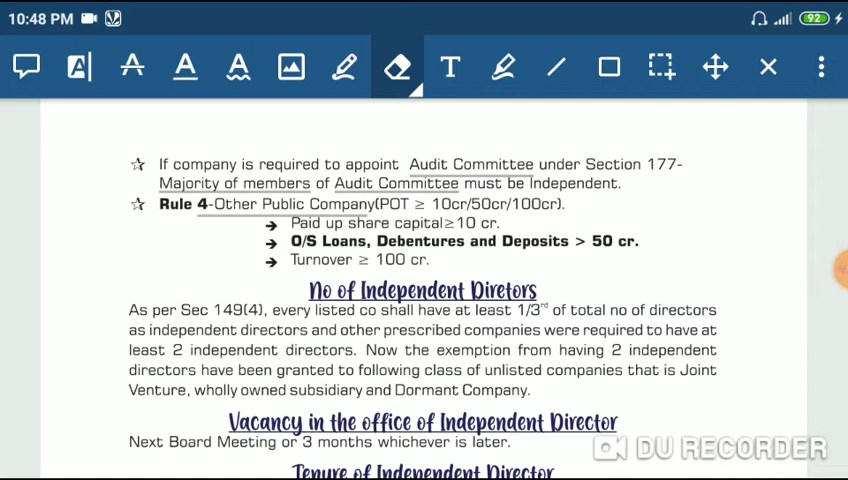 10:48 PM
92
A
A
A
A
T
☆ If company is required to appoint Audit Committee under Section 177-
Majority of members of Audit Committee must be Independent.
☆ Rule 4-Other Public Company(POT ≥ 10cr/50cr/100cr).
➔ Paid up share capital≥10 cr.
➔ O/S Loans, Debentures and Deposits > 50 cr.
➔ Turnover ≥ 100 cr.
No of Independent Diretors
As per Sec 149(4), every listed co shall have at least 1/3rd of total no of directors
as independent directors and other prescribed companies were required to have at
least 2 independent directors. Now the exemption from having 2 independent
directors have been granted to following class of unlisted companies that is Joint
Venture, wholly owned subsidiary and Dormant Company.
Vacancy in the office of Independent Director
Next Board Meeting or 3 months whichever is later.
DU RECORDER
Tenure of Independent Director